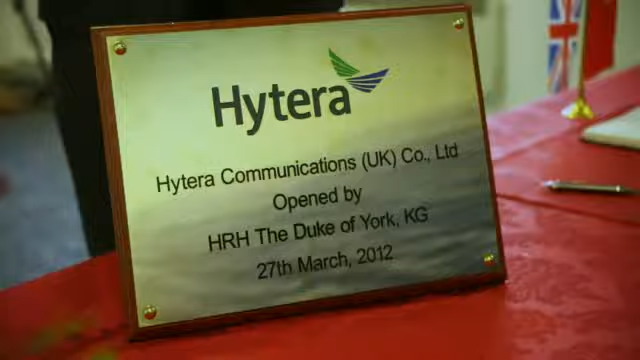 Hytera
Hytera Communications (UK) Co., Ltd
Opened by
HRH The Duke of York, KG
27th March, 2012